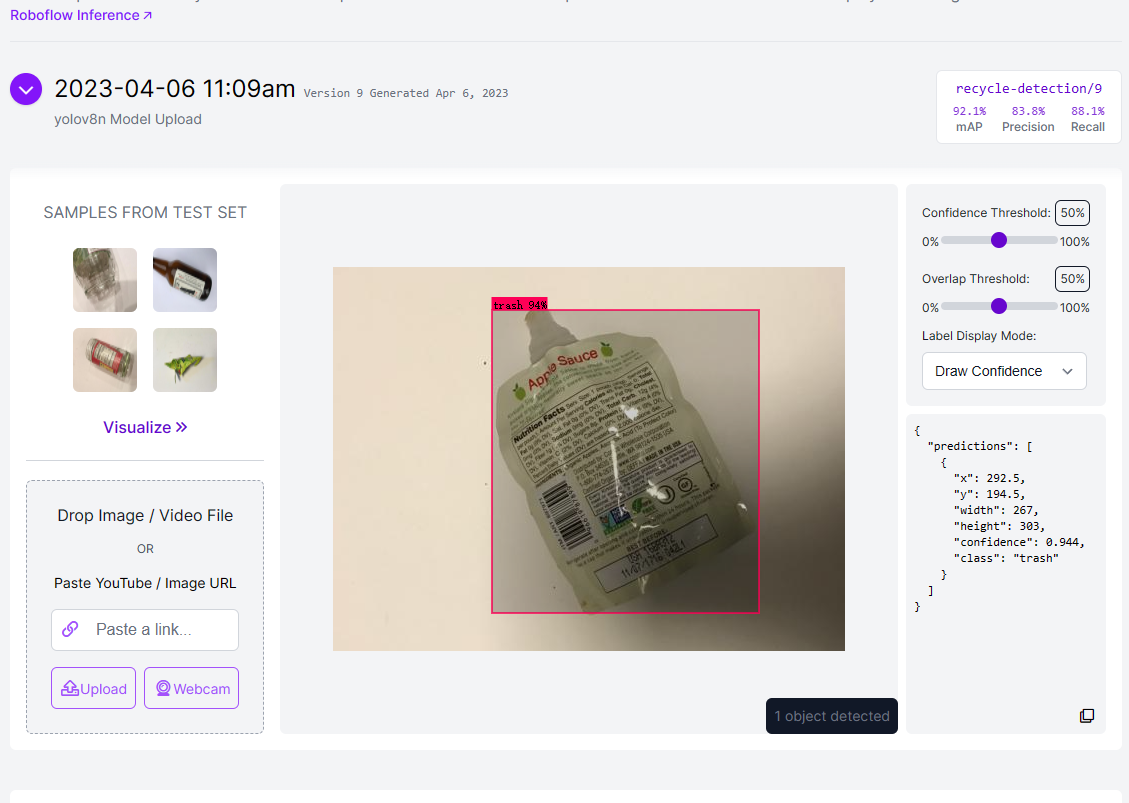 Roboflow Inference
2023-04-06 11:09am Version 9 Generated Apr 6, 2023
yolov8n Model Upload
recycle-detection/9
92.1% 83.8% 88.1%
mAP Precision Recall
SAMPLES FROM TEST SET
Visualize
Drop Image / Video File
OR
Paste YouTube / Image URL
Paste a link...
Upload
Webcam
trash 94%
Apple Sauce
Nutrition Facts
BEST BEFORE:
1 object detected
Confidence Threshold: 50%
0% 100%
Overlap Threshold: 50%
0% 100%
Label Display Mode:
Draw Confidence
{
"predictions": [
{
"x": 292.5,
"y": 194.5,
"width": 267,
"height": 303,
"confidence": 0.944,
"class": "trash"
}
]
}